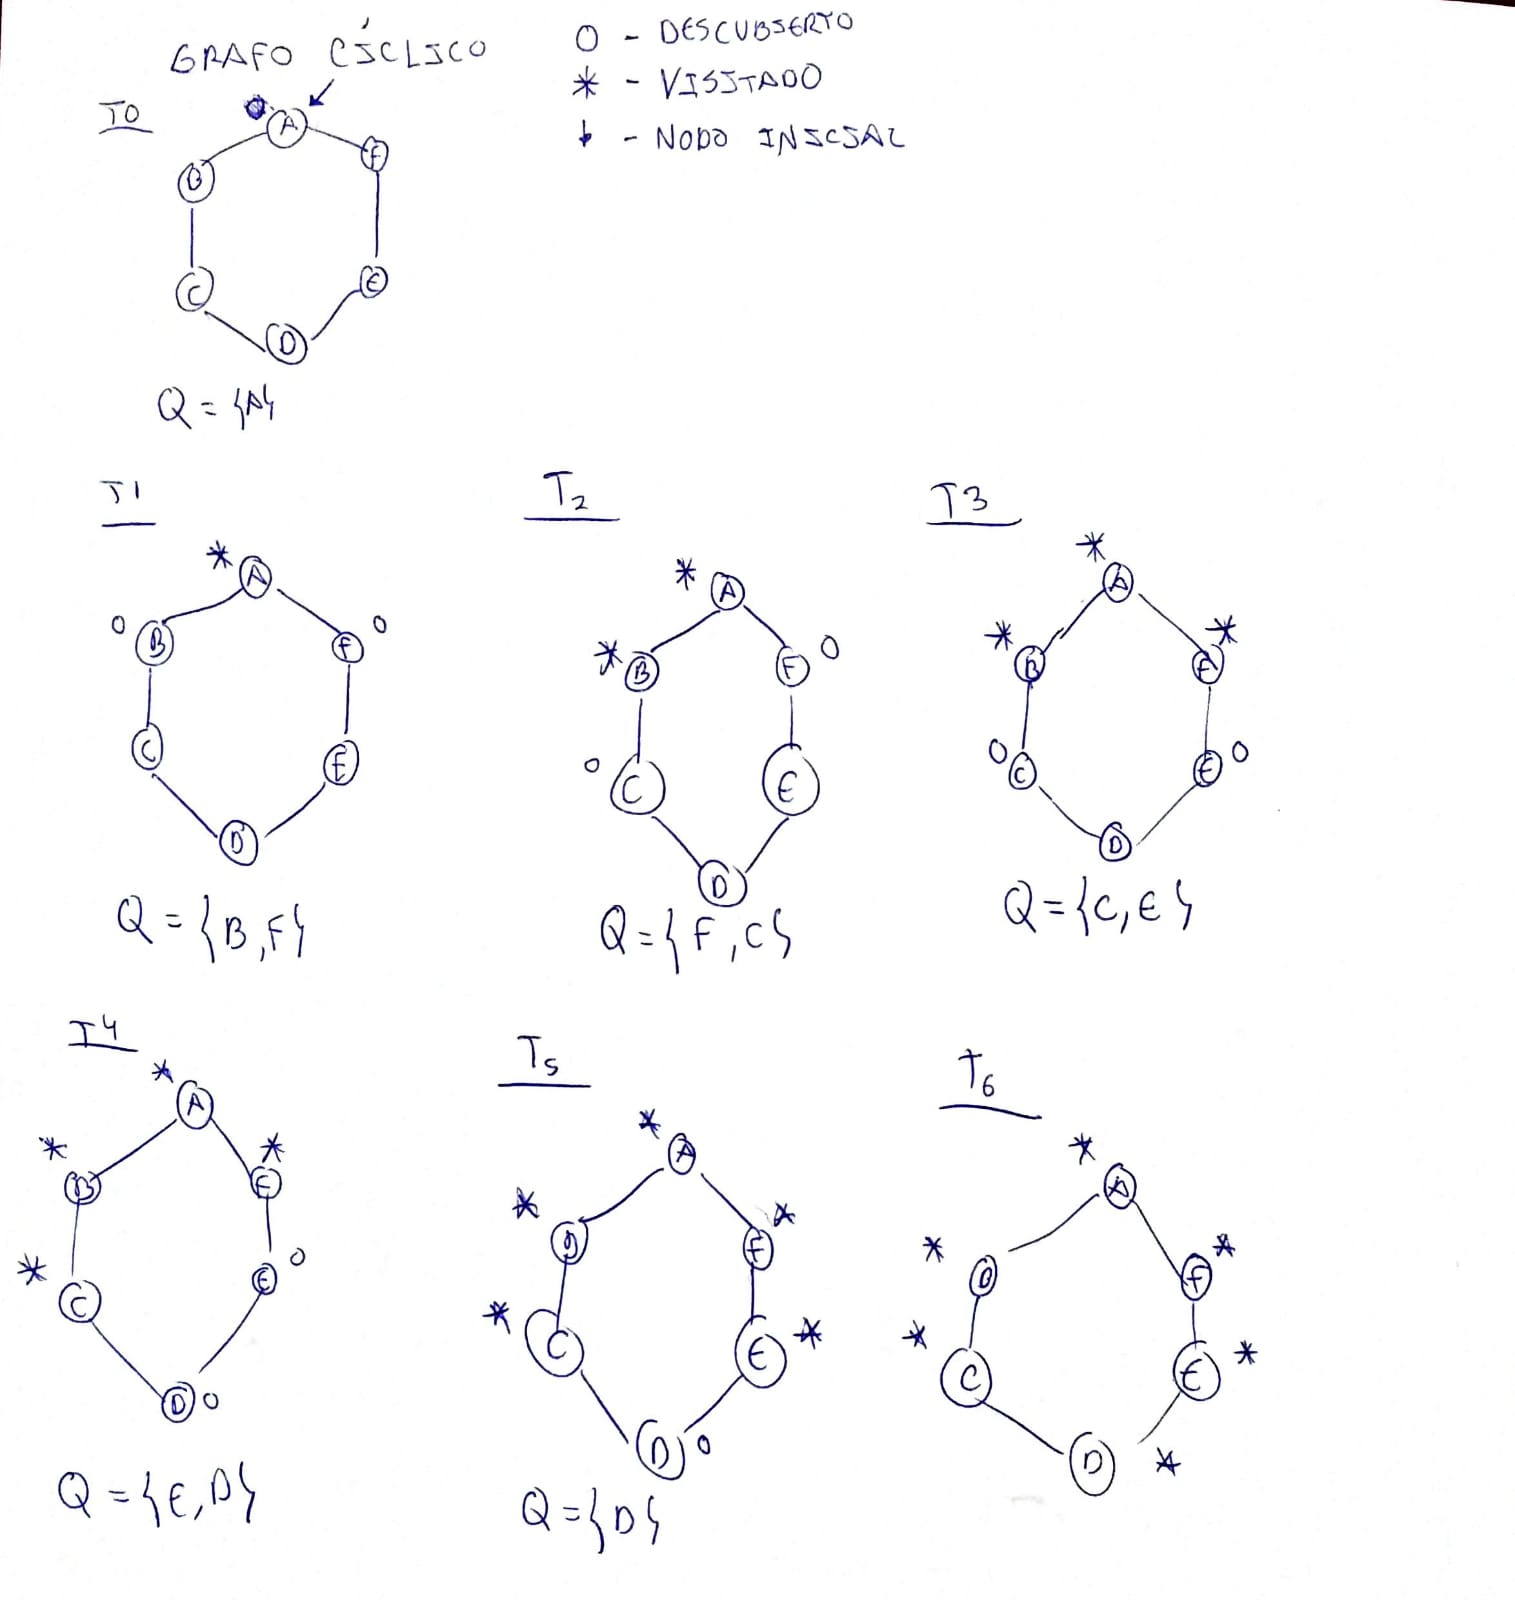 GRAFO CÍCLICO
O - DESCUBIERTO
* - VISITADO
↓ - NODO INICIAL
T0
A
B
F
C
E
D
Q = {A}
T1
* A
O B
F O
C
E
D
Q = {B, F}
T2
* A
* B
F O
O C
E
D
Q = {F, C}
T3
* A
* B
F *
O C
E O
D
Q = {C, E}
T4
* A
* B
F *
* C
E O
D O
Q = {E, D}
T5
* A
* B
F *
* C
E *
D O
Q = {D}
T6
* A
* B
F *
* C
E *
D *